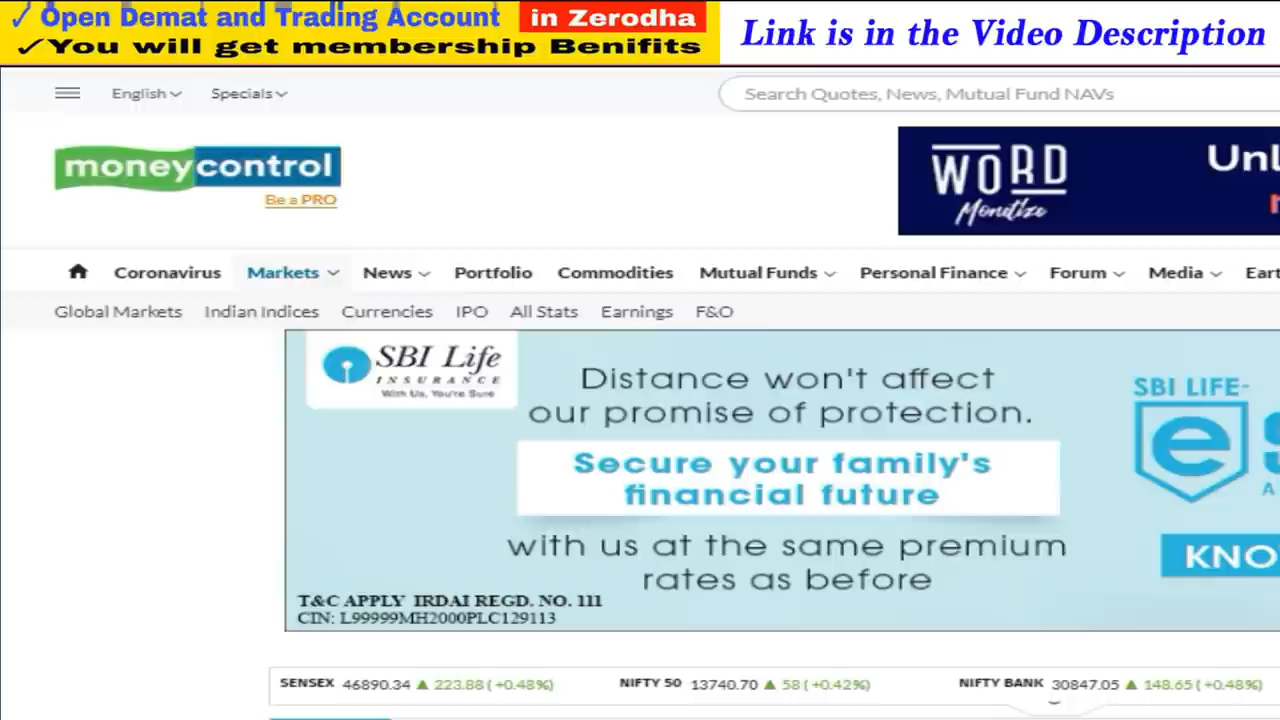 ✓ Open Demat and Trading Account in Zerodha
✓You will get membership Benifits
Link is in the Video Description
English Specials
Search Quotes, News, Mutual Fund NAVs
moneycontrol
Be a PRO
WORD
Monetize
Unl
Coronavirus Markets News Portfolio Commodities Mutual Funds Personal Finance Forum Media Eart
Global Markets Indian Indices Currencies IPO All Stats Earnings F&O
SBI Life
INSURANCE
With Us, You're Sure
Distance won't affect
our promise of protection.
Secure your family's
financial future
with us at the same premium
rates as before
T&C APPLY IRDAI REGD. NO. 111
CIN: L99999MH2000PLC129113
SBI LIFE-
e
KNO
SENSEX 46890.34 ▲ 223.88 ( +0.48%) NIFTY 50 13740.70 ▲ 58 ( +0.42%) NIFTY BANK 30847.05 ▲ 148.65 ( +0.48%)